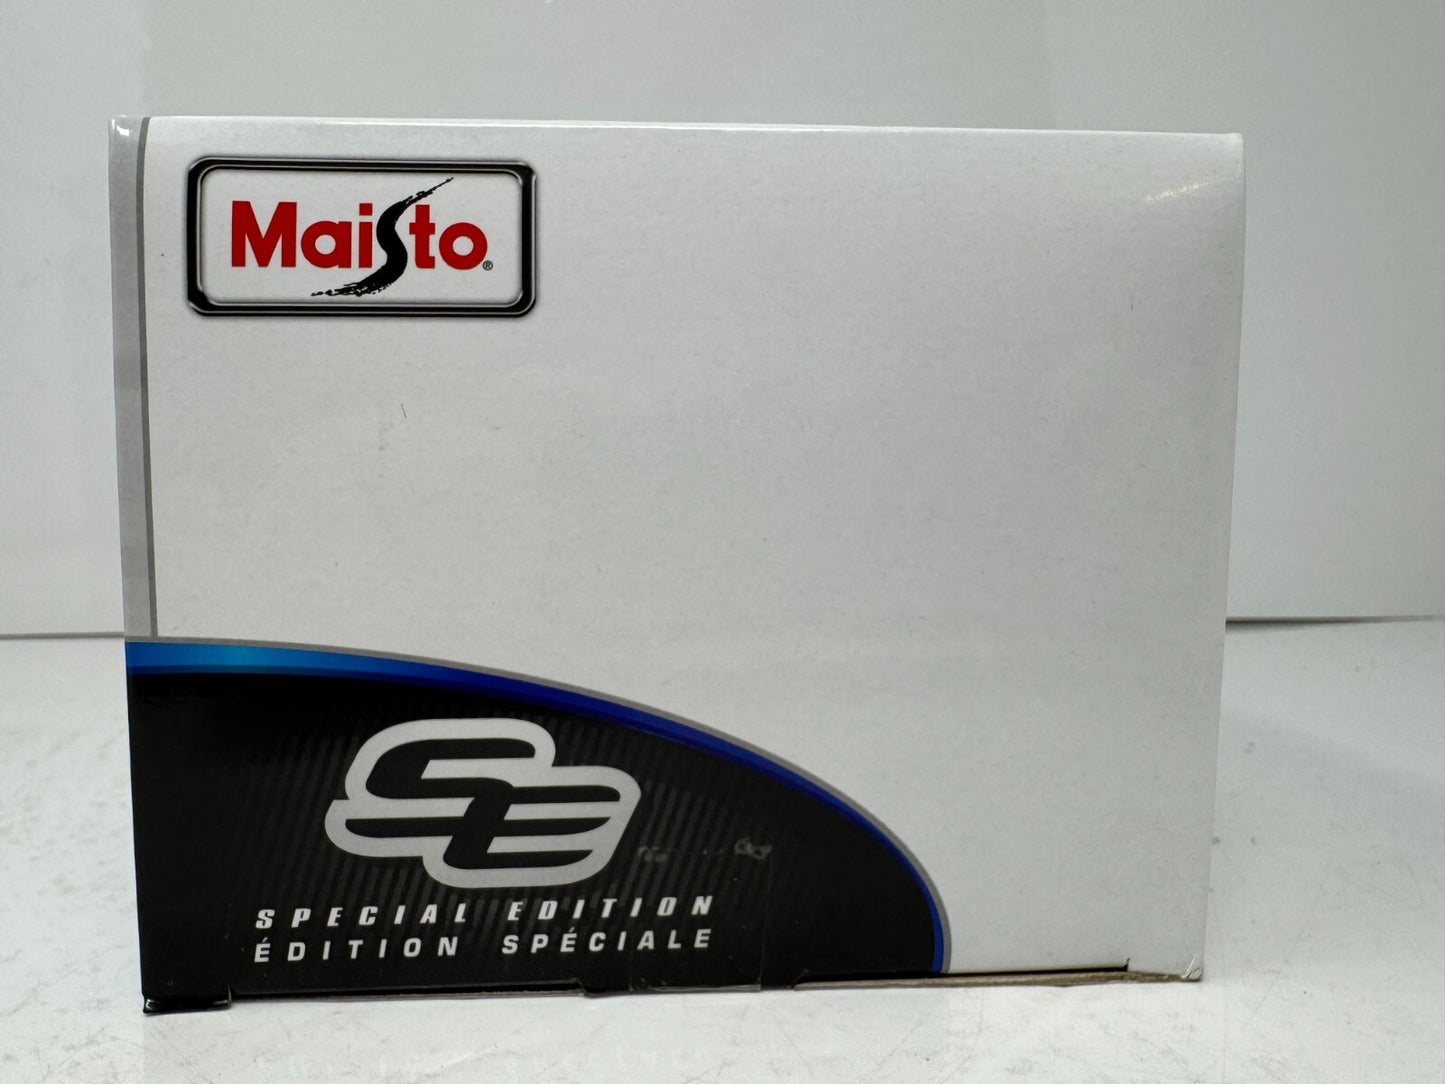 Maisto®
SE
SPECIAL EDITION
ÉDITION SPÉCIALE